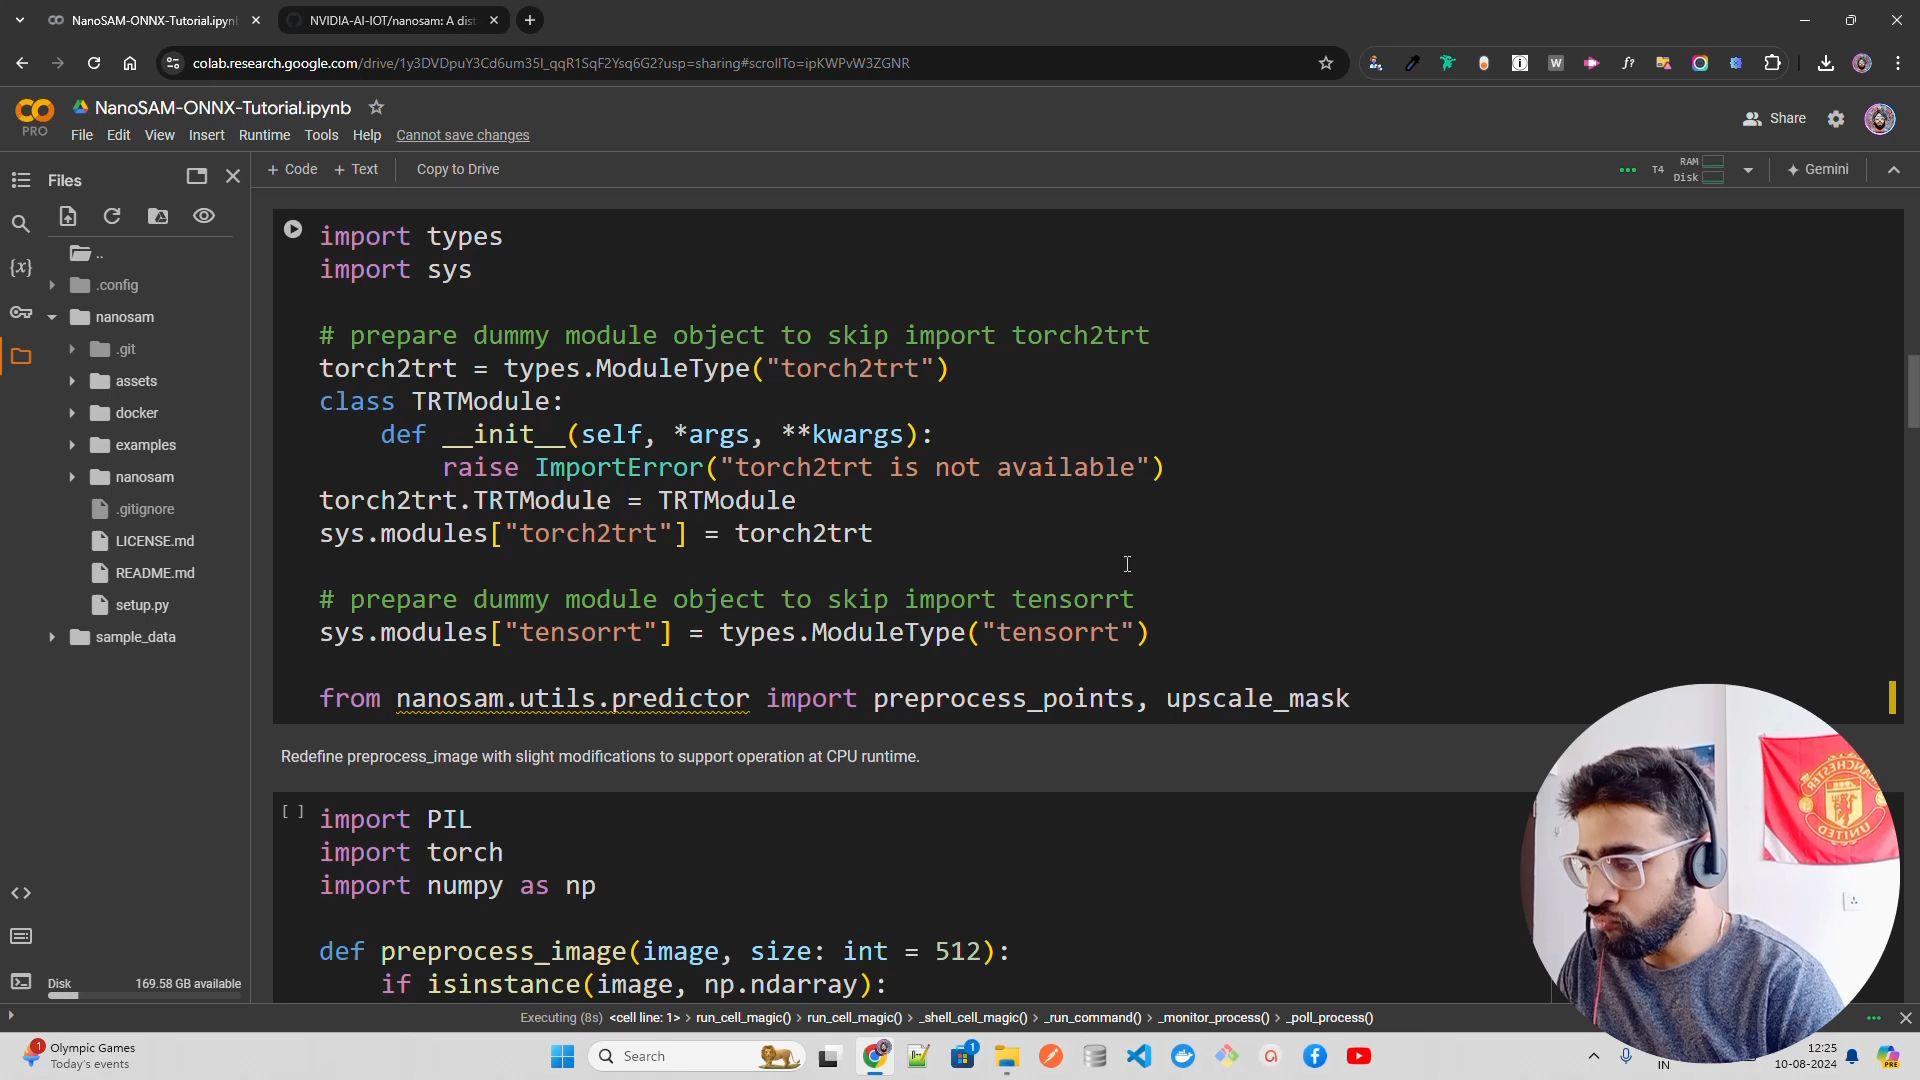 NanoSAM-ONNX-Tutorial.ipyn
NVIDIA-AI-IOT/nanosam: A dis
colab.research.google.com/drive/1y3DVDpuY3Cd6um35I_qqR1SqF2Ysq6G2?usp=sharing#scrollTo=ipKWPvW3ZGNR
NanoSAM-ONNX-Tutorial.ipynb
PRO
File Edit View Insert Runtime Tools Help Cannot save changes
Share
Files
+ Code + Text Copy to Drive
T4 RAM Disk
Gemini
..
.config
nanosam
.git
assets
docker
examples
nanosam
.gitignore
LICENSE.md
README.md
setup.py
sample_data
Disk 169.58 GB available
import types
import sys
# prepare dummy module object to skip import torch2trt
torch2trt = types.ModuleType("torch2trt")
class TRTModule:
def __init__(self, *args, **kwargs):
raise ImportError("torch2trt is not available")
torch2trt.TRTModule = TRTModule
sys.modules["torch2trt"] = torch2trt
# prepare dummy module object to skip import tensorrt
sys.modules["tensorrt"] = types.ModuleType("tensorrt")
from nanosam.utils.predictor import preprocess_points, upscale_mask
Redefine preprocess_image with slight modifications to support operation at CPU runtime.
[ ] import PIL
import torch
import numpy as np
def preprocess_image(image, size: int = 512):
if isinstance(image, np.ndarray):
MANCHESTER
UNITED
Executing (8s) <cell line: 1> > run_cell_magic() > run_cell_magic() > _shell_cell_magic() > _run_command() > _monitor_process() > _poll_process()
1
Olympic Games
Today's events
Search
1
IN
12:25
10-08-2024
PRE